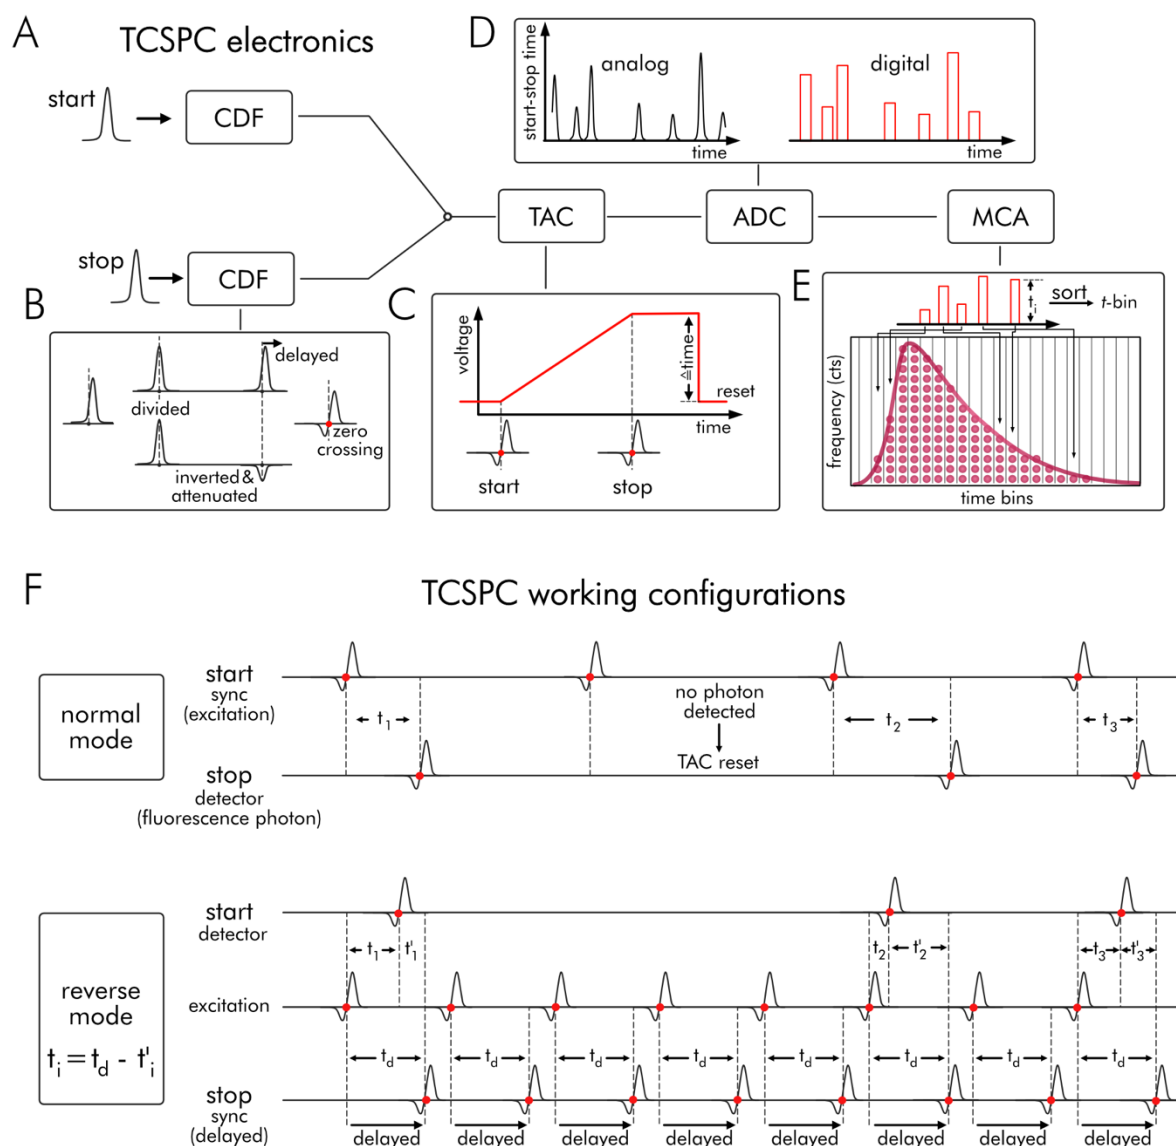 A
TCSPC electronics
start
CDF
stop
CDF
TAC
ADC
MCA
B
delayed
divided
zero
crossing
inverted &
attenuated
C
voltage
≙time
reset
time
start
stop
D
start-stop time
analog
time
digital
time
E
tᵢ
sort
t-bin
frequency (cts)
time bins
F
TCSPC working configurations
normal
mode
start
sync
(excitation)
t₁
no photon
detected
TAC reset
t₂
t₃
stop
detector
(fluorescence photon)
reverse
mode
tᵢ = t_d - t'ᵢ
start
detector
t₁ t'₁ t₂ t'₂ t₃ t'₃
excitation
t_d t_d t_d t_d t_d t_d t_d t_d
stop
sync
(delayed)
delayed delayed delayed delayed delayed delayed delayed delayed